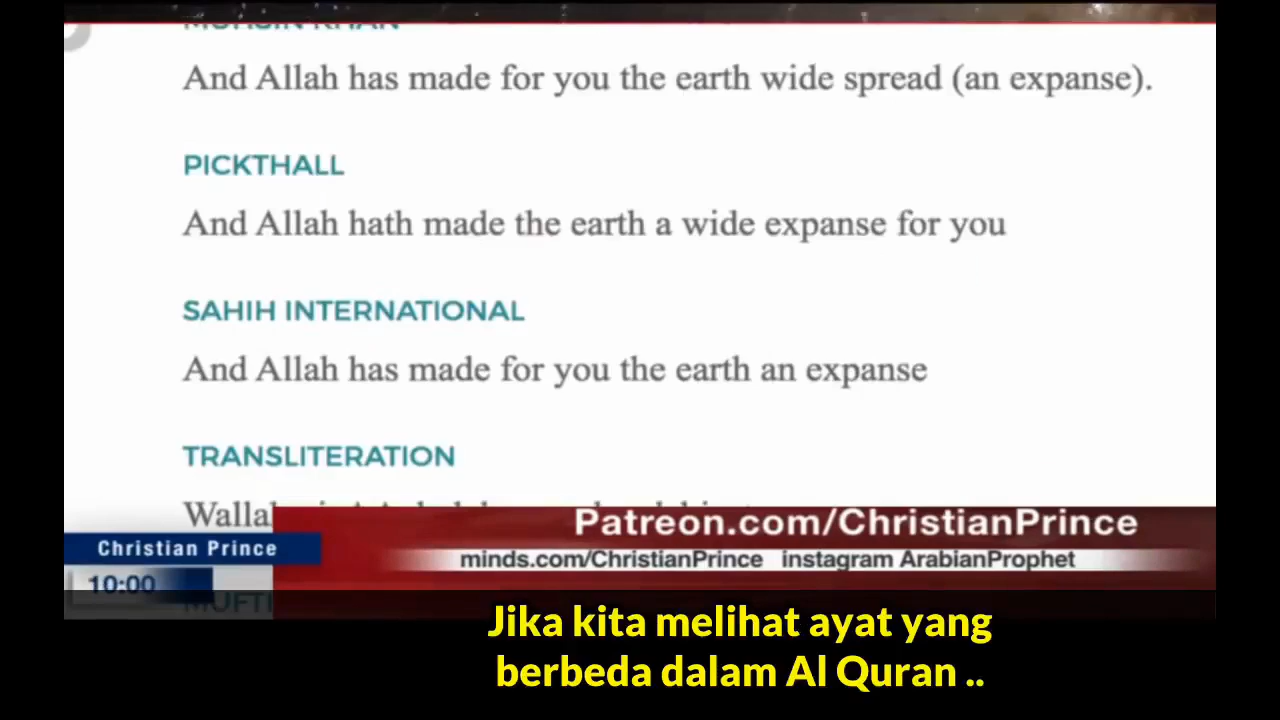 MOHSIN KHAN
And Allah has made for you the earth wide spread (an expanse).
PICKTHALL
And Allah hath made the earth a wide expanse for you
SAHIH INTERNATIONAL
And Allah has made for you the earth an expanse
TRANSLITERATION
Patreon.com/ChristianPrince
Christian Prince
minds.com/ChristianPrince instagram ArabianProphet
10:00
MUFTI
Jika kita melihat ayat yang
berbeda dalam Al Quran ..